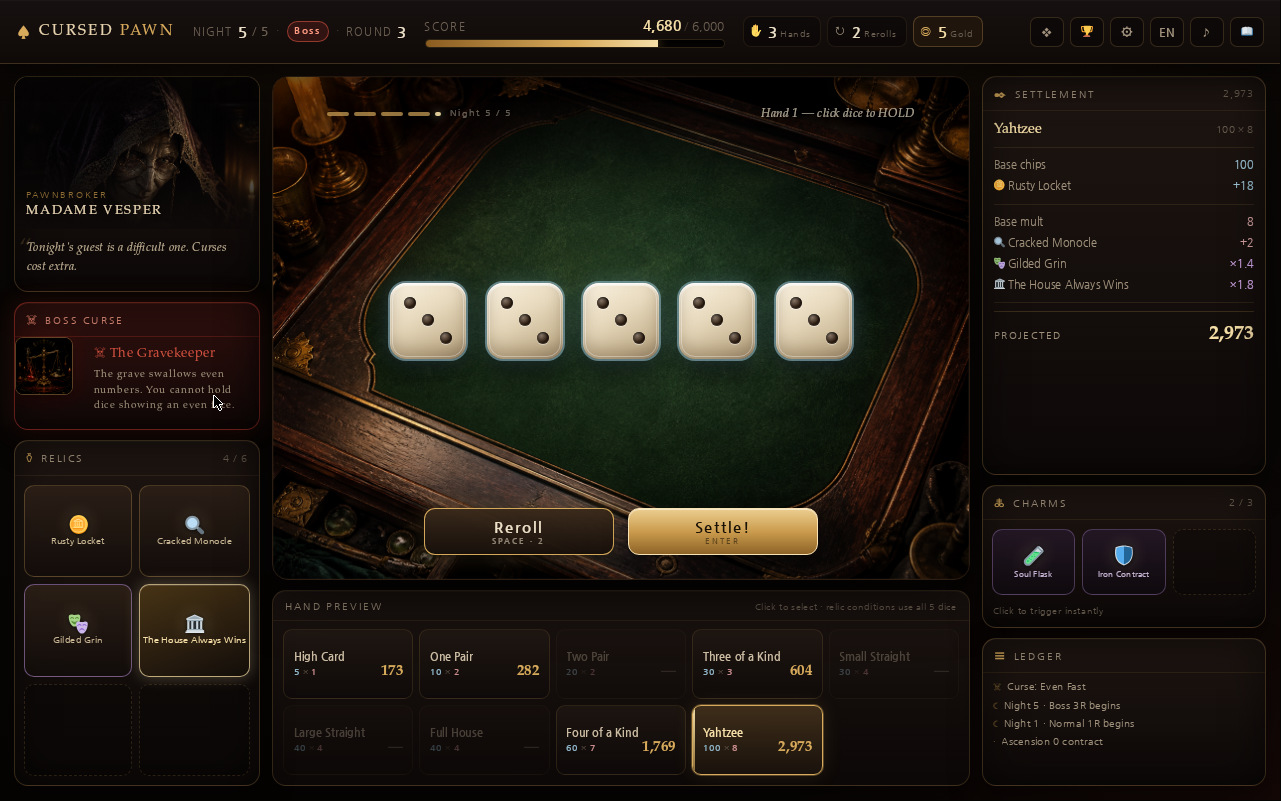 CURSED PAWN
NIGHT 5 / 5 · Boss · ROUND 3
SCORE 4,680 / 6,000
3 Hands
2 Rerolls
5 Gold
EN
PAWNBROKER
MADAME VESPER
Tonight's guest is a difficult one. Curses
cost extra.
BOSS CURSE
The Gravekeeper
The grave swallows even
numbers. You cannot hold
dice showing an even
RELICS 4 / 6
Rusty Locket
Cracked Monocle
Gilded Grin
The House Always Wins
Night 5 / 5
Hand 1 — click dice to HOLD
Reroll
SPACE · 2
Settle!
ENTER
HAND PREVIEW
Click to select · relic conditions use all 5 dice
High Card
5 × 1 173
One Pair
10 × 2 282
Two Pair
20 × 2 —
Three of a Kind
30 × 3 604
Small Straight
30 × 4 —
Large Straight
40 × 4 —
Full House
40 × 4 —
Four of a Kind
60 × 7 1,769
Yahtzee
100 × 8 2,973
SETTLEMENT 2,973
Yahtzee 100 × 8
Base chips 100
Rusty Locket +18
Base mult 8
Cracked Monocle +2
Gilded Grin ×1.4
The House Always Wins ×1.8
PROJECTED 2,973
CHARMS 2 / 3
Soul Flask
Iron Contract
Click to trigger instantly
LEDGER
Curse: Even Fast
Night 5 · Boss 3R begins
Night 1 · Normal 1R begins
· Ascension 0 contract